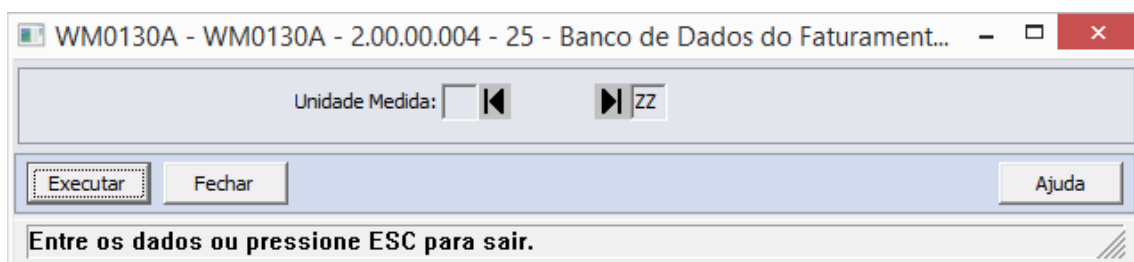 WM0130A - WM0130A - 2.00.00.004 - 25 - Banco de Dados do Faturament...
Unidade Medida: ZZ
Executar Fechar Ajuda
Entre os dados ou pressione ESC para sair.